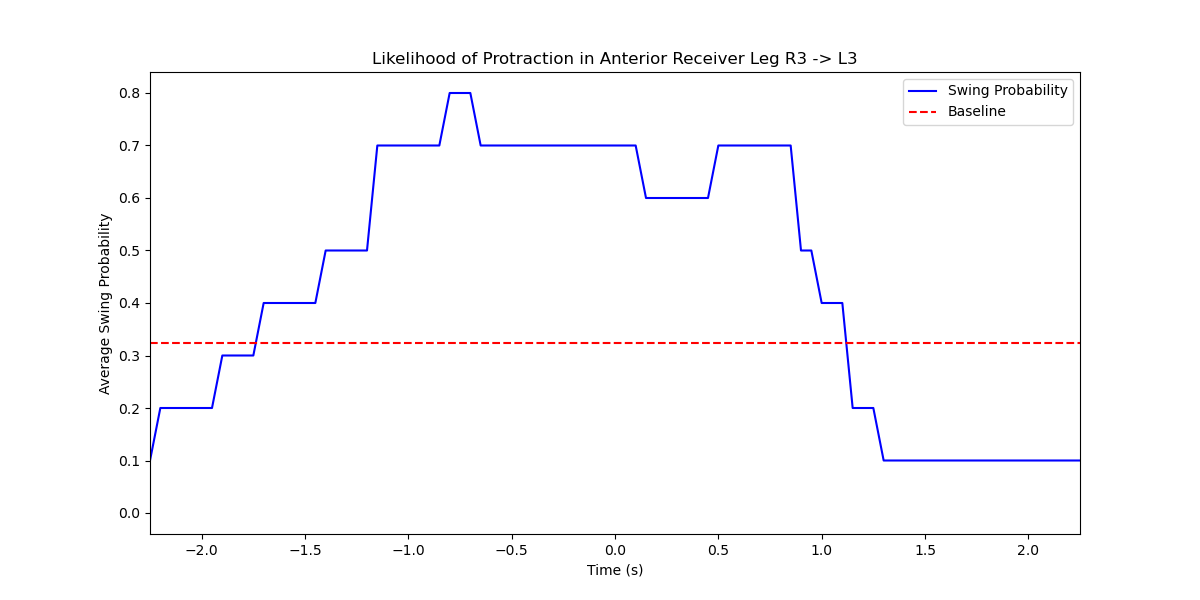 Likelihood of Protraction in Anterior Receiver Leg R3 -> L3
Swing Probability
Baseline
Average Swing Probability
0.8
0.7
0.6
0.5
0.4
0.3
0.2
0.1
0.0
−2.0 −1.5 −1.0 −0.5 0.0 0.5 1.0 1.5 2.0
Time (s)